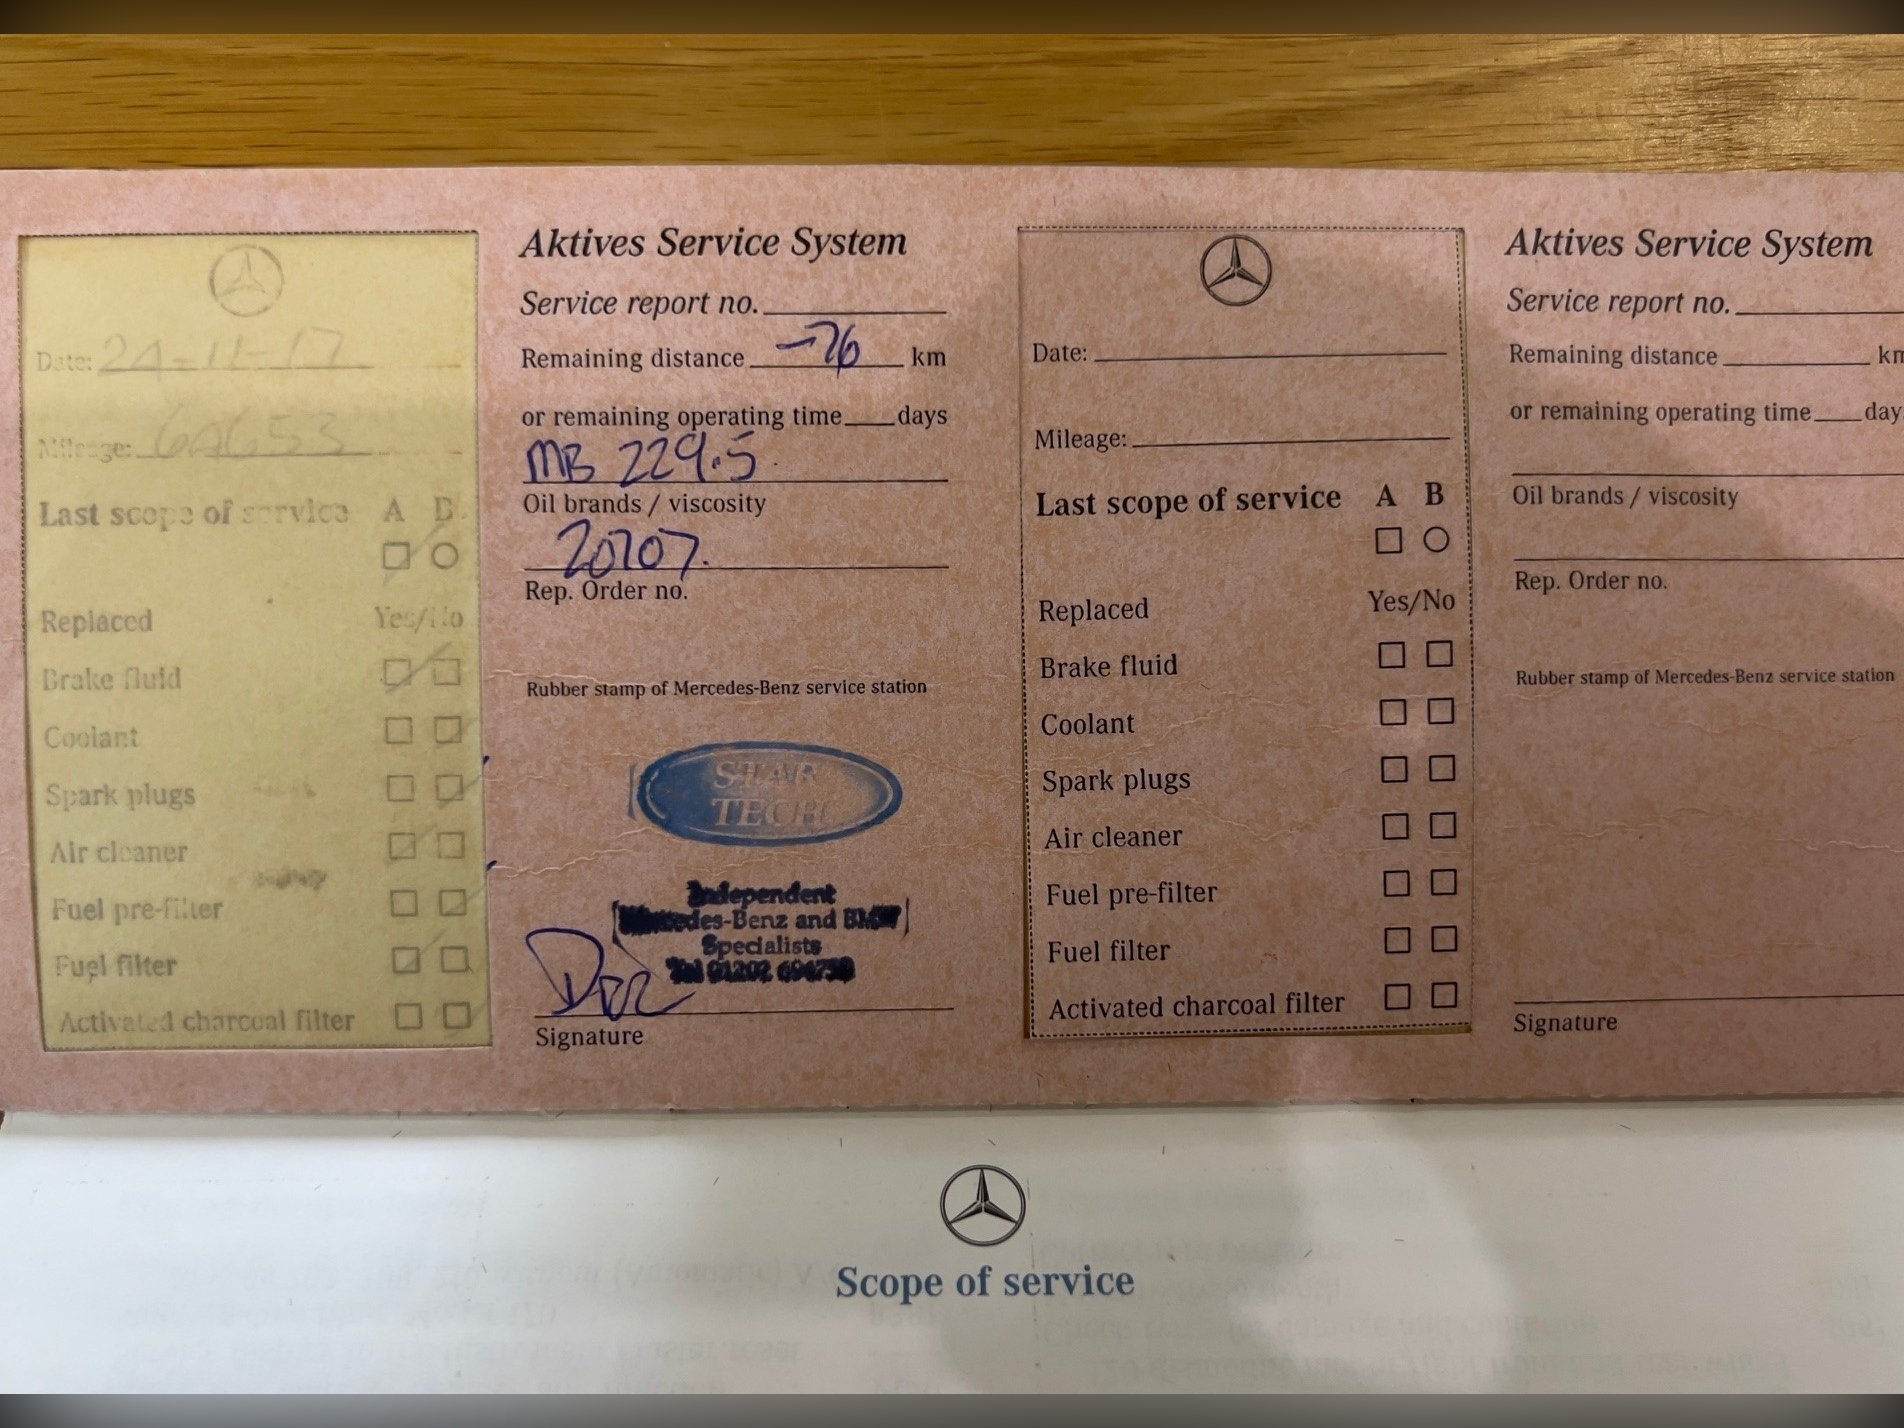 Date: 24-11-17
Mileage: 64653
Last scope of service A B
Replaced Yes/No
Brake fluid
Coolant
Spark plugs
Air cleaner
Fuel pre-filter
Fuel filter
Activated charcoal filter
Aktives Service System
Service report no.
Remaining distance -76 km
or remaining operating time days
MB 229.5
Oil brands / viscosity
20707.
Rep. Order no.
Rubber stamp of Mercedes-Benz service station
STAR
TECH
Independent
Mercedes-Benz and BMW
Specialists
Tel 01202
Signature
Date:
Mileage:
Last scope of service A B
Replaced Yes/No
Brake fluid
Coolant
Spark plugs
Air cleaner
Fuel pre-filter
Fuel filter
Activated charcoal filter
Aktives Service System
Service report no.
Remaining distance km
or remaining operating time day
Oil brands / viscosity
Rep. Order no.
Rubber stamp of Mercedes-Benz service station
Signature
Scope of service